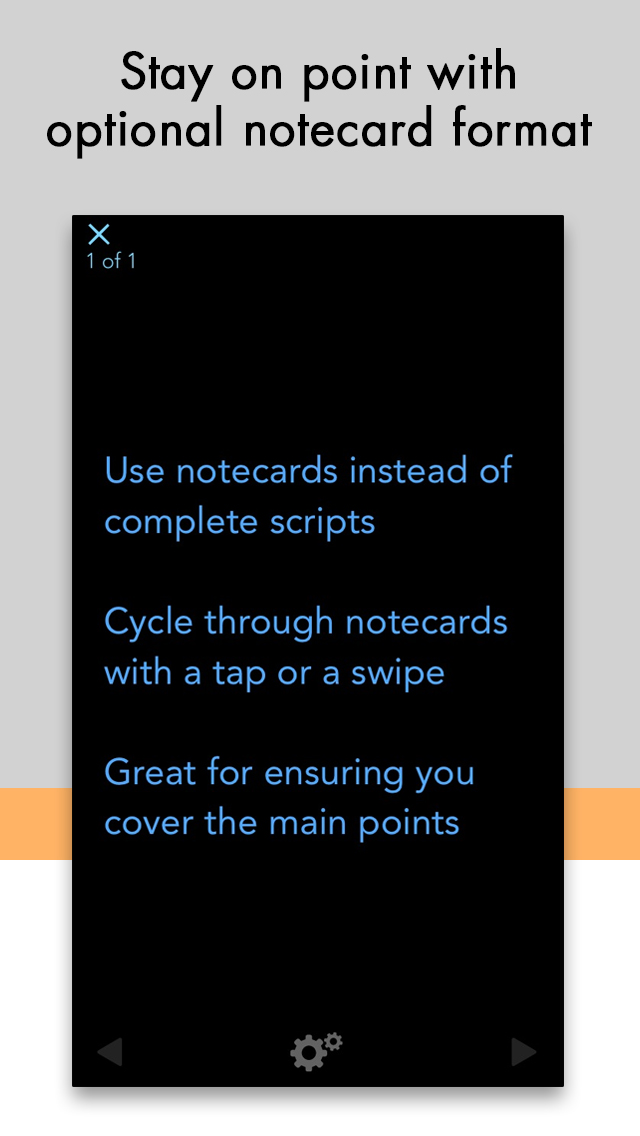 Stay on point with
optional notecard format
1 of 1
Use notecards instead of
complete scripts
Cycle through notecards
with a tap or a swipe
Great for ensuring you
cover the main points